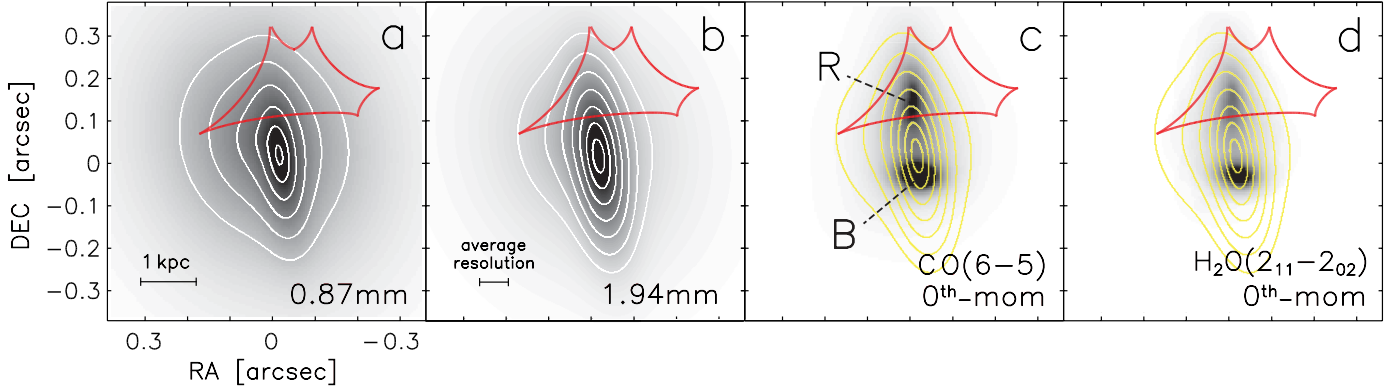 a
b
c
d
R
B
1 kpc
average
resolution
0.87mm
1.94mm
CO(6−5)
0th-mom
H2O(211−202)
0th-mom
DEC [arcsec]
0.3
0.2
0.1
0
−0.1
−0.2
−0.3
0.3
0
−0.3
RA [arcsec]